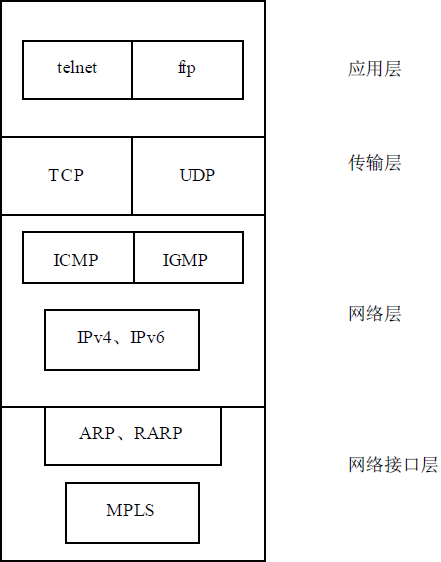 telnet ftp 应用层
TCP UDP 传输层
ICMP IGMP
网络层
IPv4、IPv6
ARP、RARP
网络接口层
MPLS